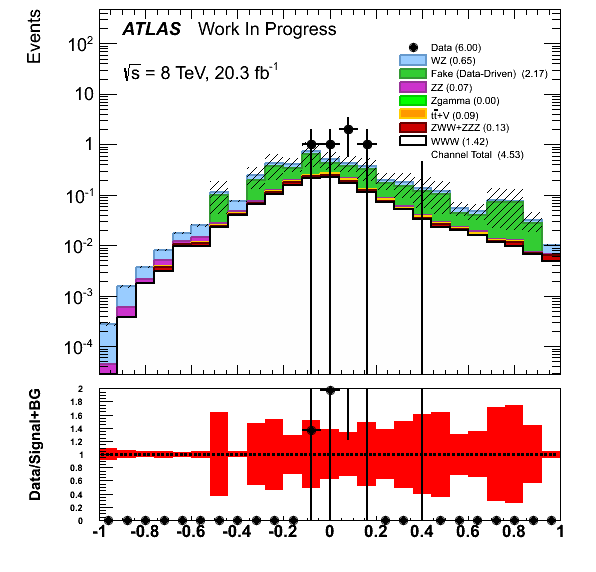 Events
ATLAS Work In Progress
√s = 8 TeV, 20.3 fb⁻¹
Data (6.00)
WZ (0.65)
Fake (Data-Driven) (2.17)
ZZ (0.07)
Zgamma (0.00)
tt̄+V (0.09)
ZWW+ZZZ (0.13)
WWW (1.42)
Channel Total (4.53)
10²
10
1
10⁻¹
10⁻²
10⁻³
10⁻⁴
Data/Signal+BG
2
1.8
1.6
1.4
1.2
1
0.8
0.6
0.4
0.2
0
-1 -0.8 -0.6 -0.4 -0.2 0 0.2 0.4 0.6 0.8 1